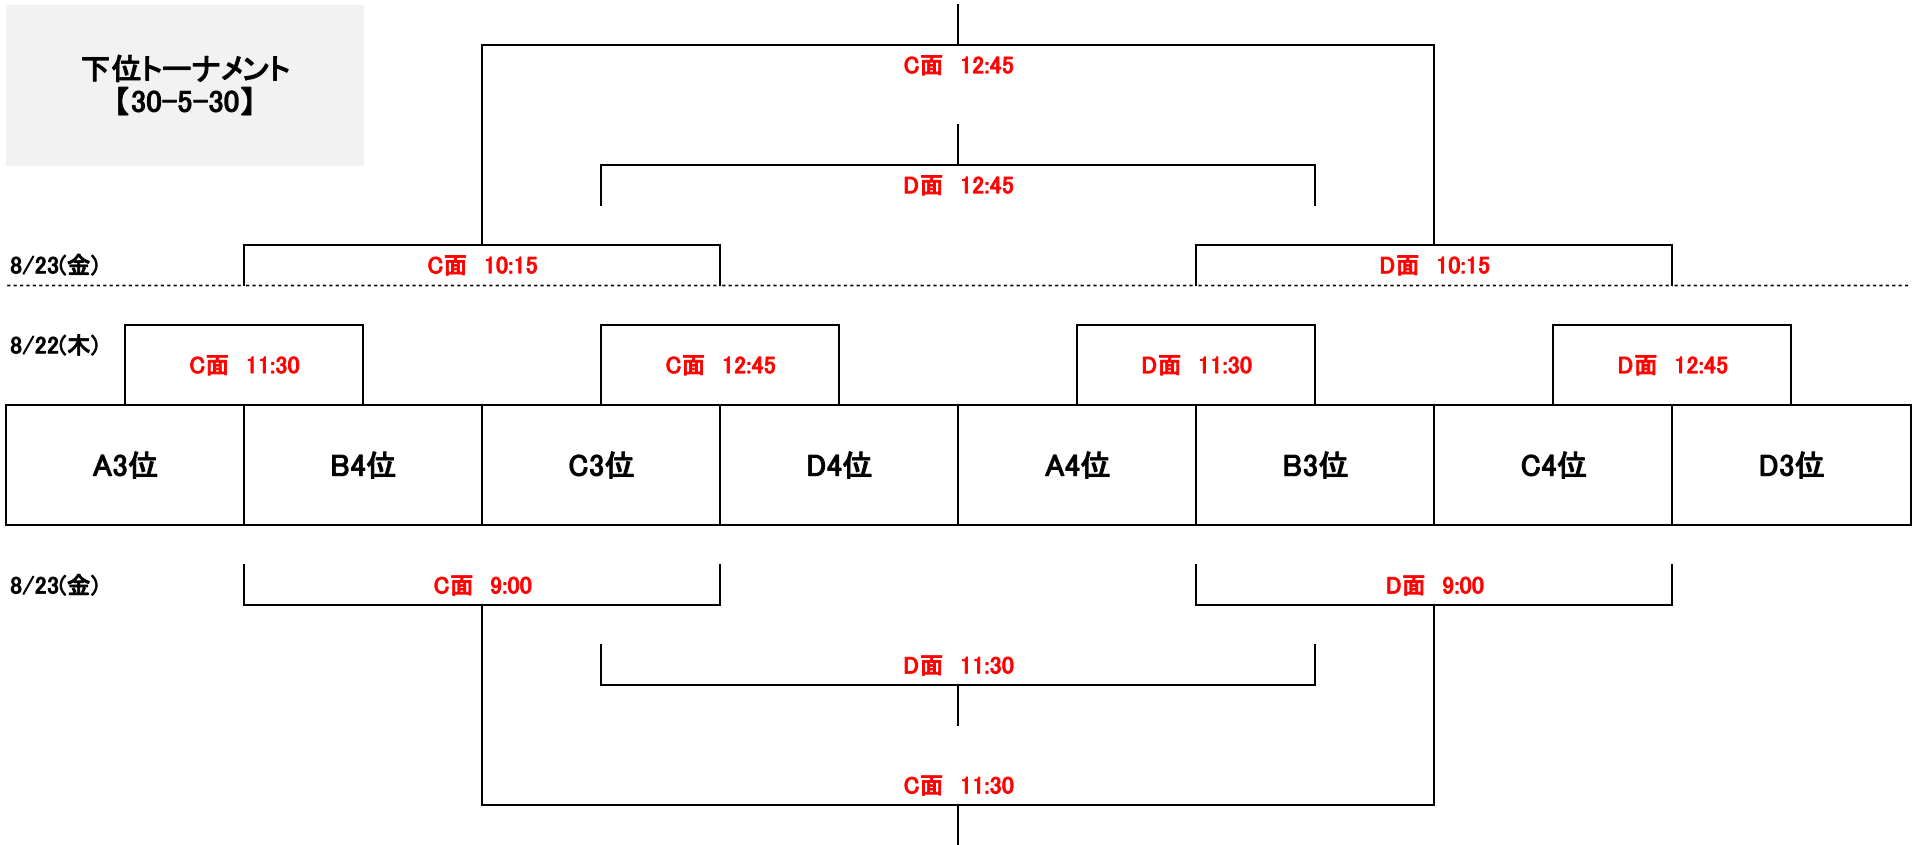 下位トーナメント
【30-5-30】
C面 12:45
D面 12:45
8/23(金)
C面 10:15
D面 10:15
8/22(木)
C面 11:30
C面 12:45
D面 11:30
D面 12:45
A3位
B4位
C3位
D4位
A4位
B3位
C4位
D3位
8/23(金)
C面 9:00
D面 9:00
D面 11:30
C面 11:30